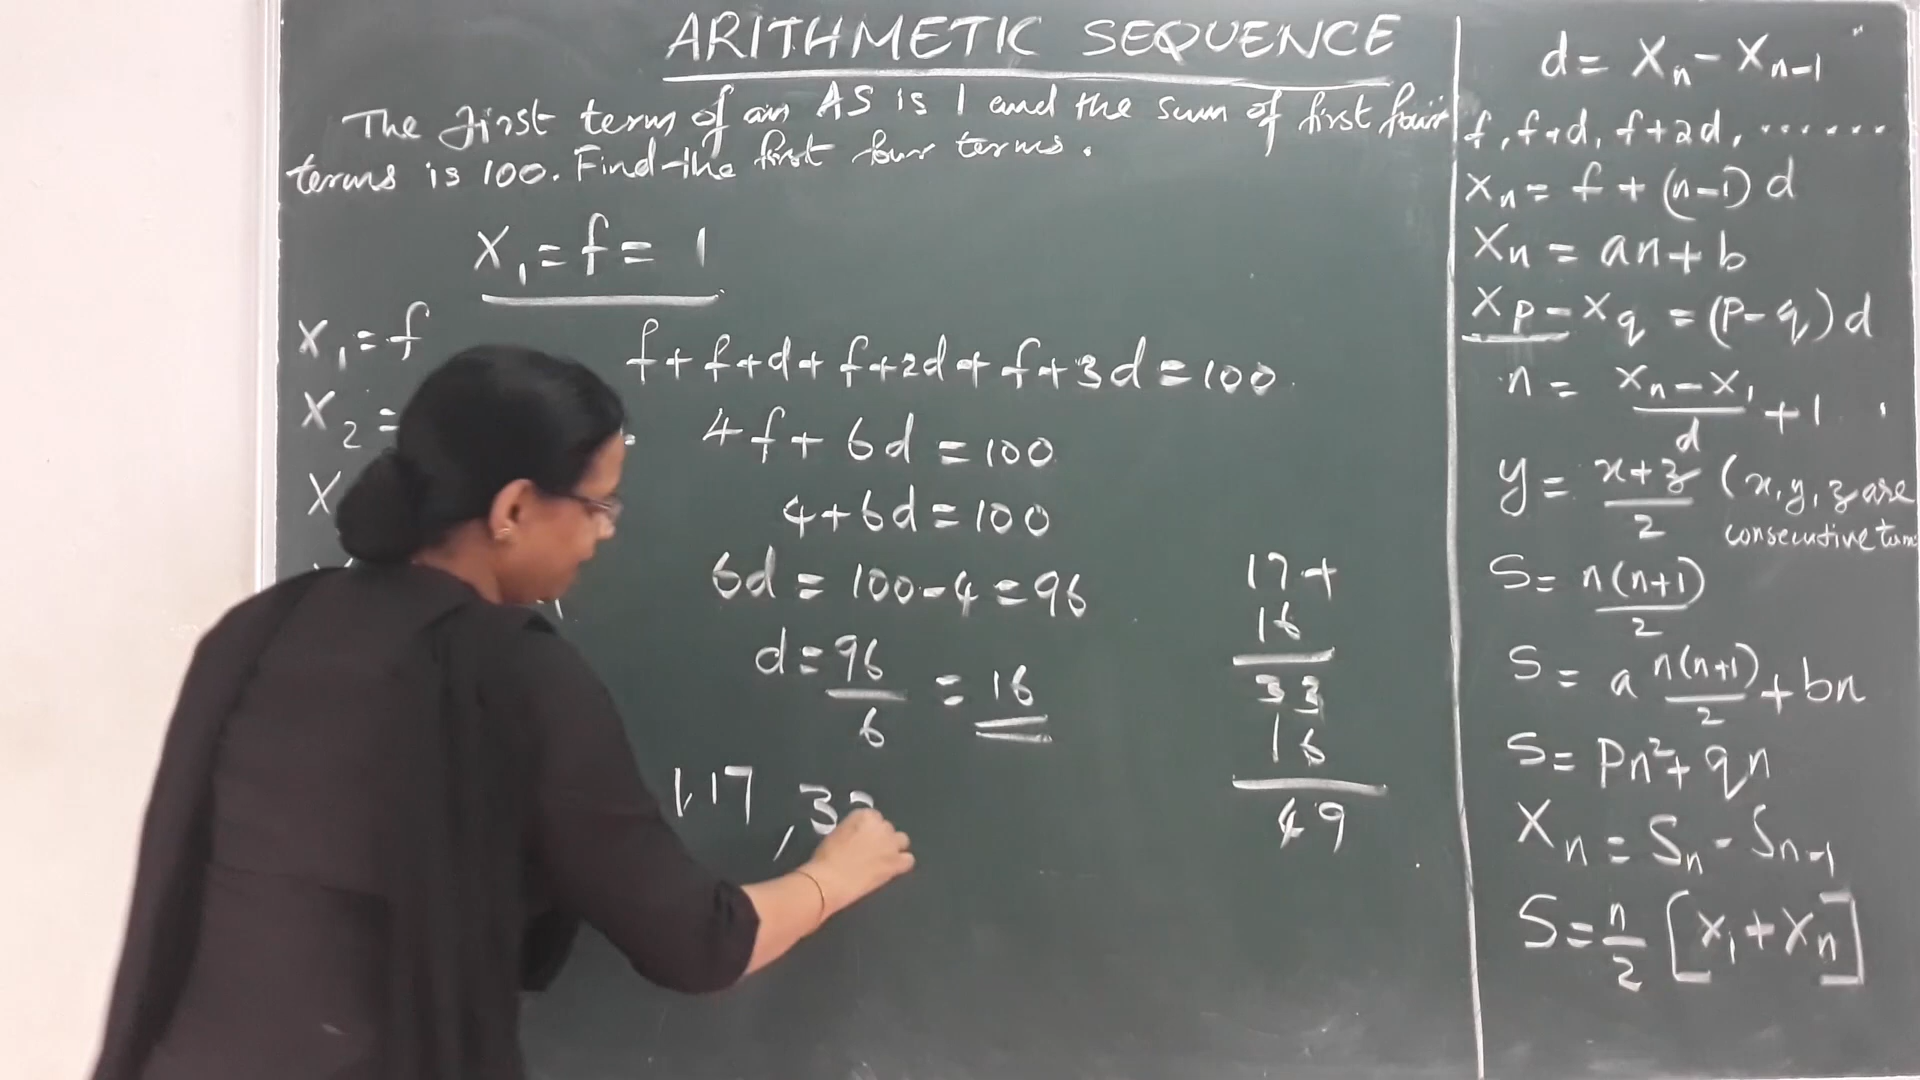 ARITHMETIC SEQUENCE
The first term of an AS is 1 and the sum of first four
terms is 100. Find the first four terms.
X₁ = f = 1
X₁ = f
X₂ =
X
f + f+d + f+2d + f+3d = 100
4f + 6d = 100
4+6d = 100
6d = 100-4 = 96
d = 96/6 = 16
1, 17, 33
17+
16
33
16
49
d = Xₙ - Xₙ₋₁
f, f+d, f+2d, ......
Xₙ = f + (n-1) d
Xₙ = an + b
Xₚ - X_q = (p-q) d
n = (Xₙ - X₁)/d + 1
y = (x+z)/2 (x, y, z are
consecutive
S = n(n+1)/2
S = a n(n+1)/2 + bn
S = Pn² + qn
Xₙ = Sₙ - Sₙ₋₁
S = n/2 [X₁ + Xₙ]